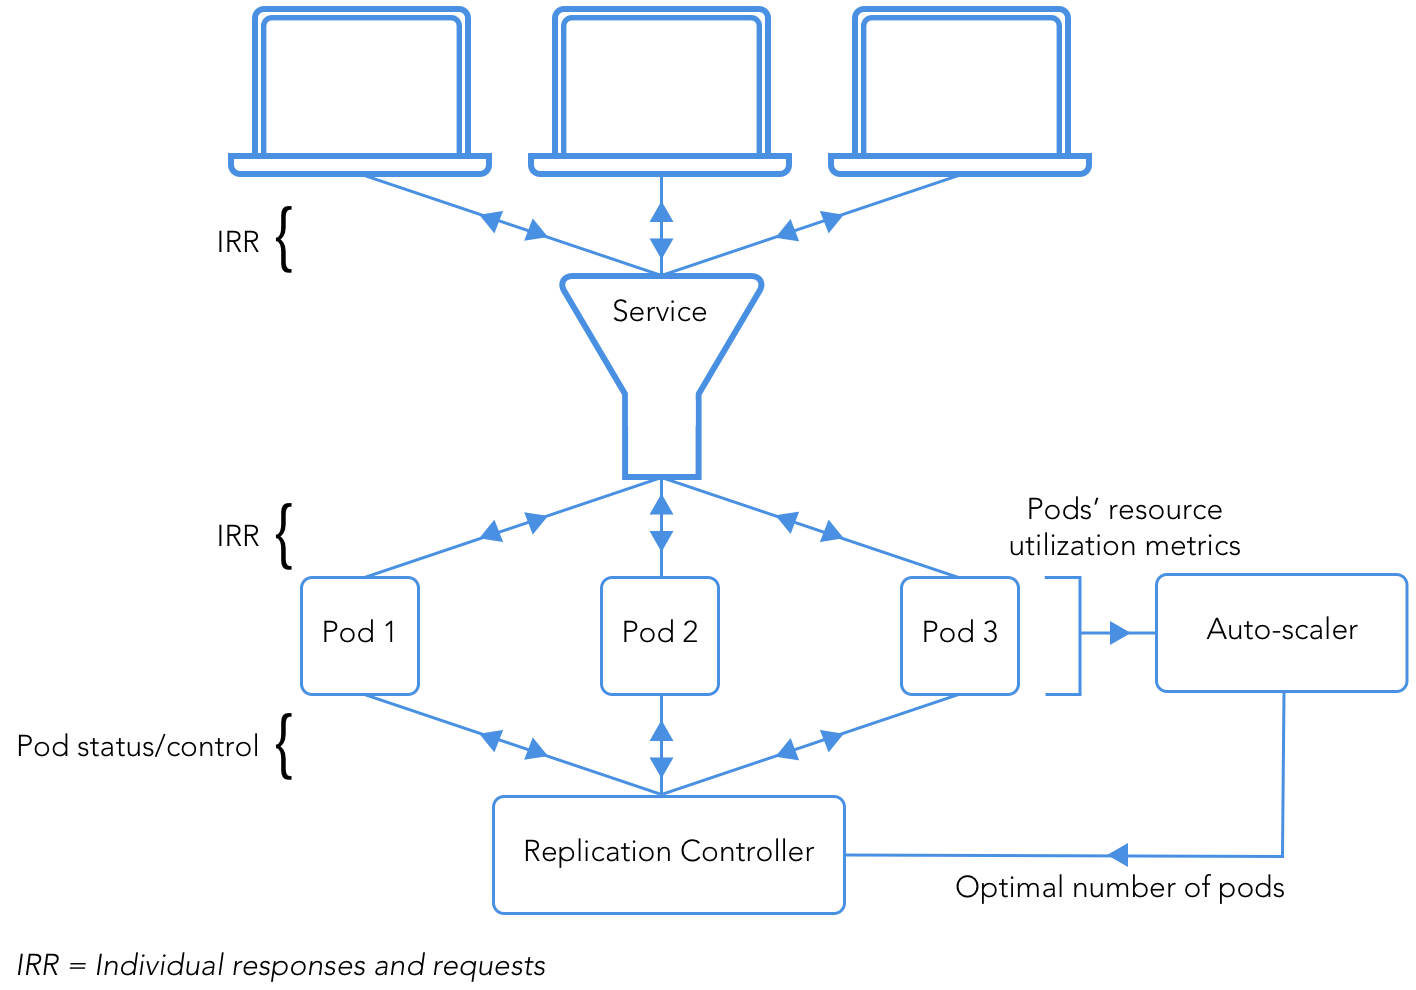 IRR {
Service
IRR {
Pods’ resource
utilization metrics
Pod 1
Pod 2
Pod 3
Auto-scaler
Pod status/control {
Replication Controller
Optimal number of pods
IRR = Individual responses and requests